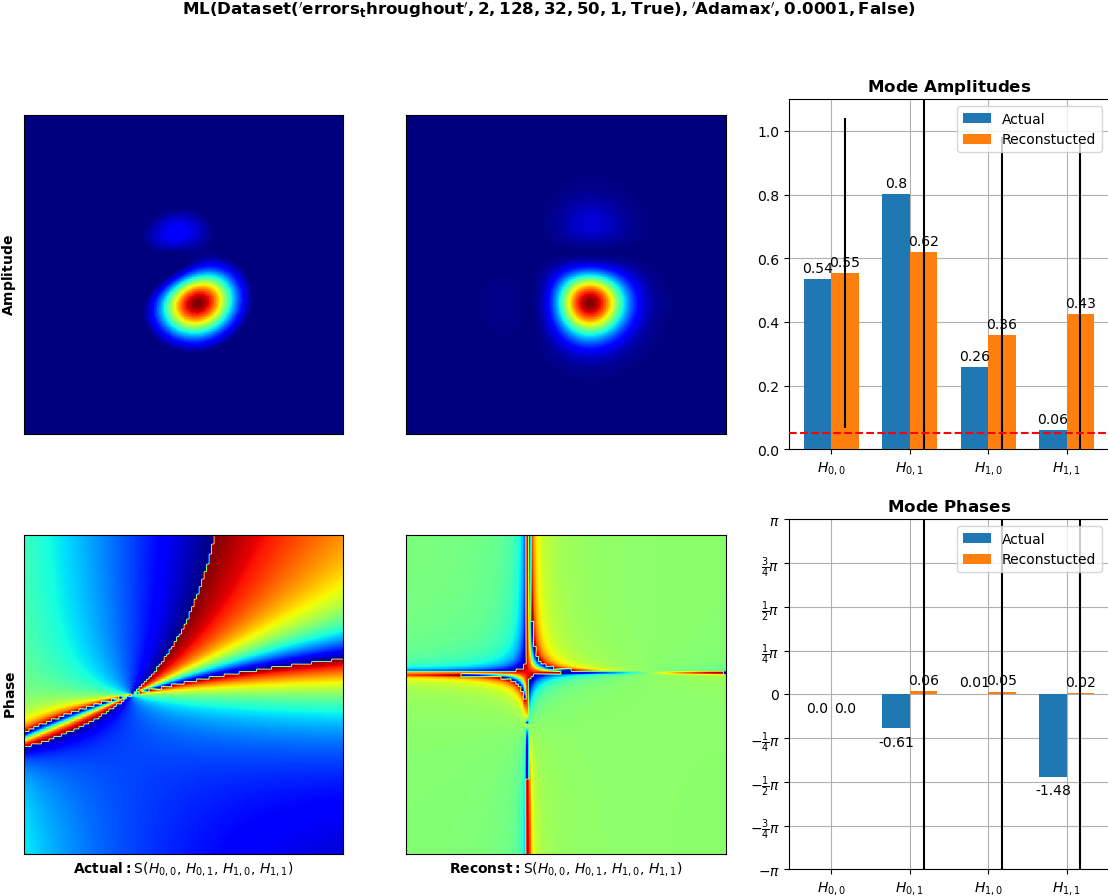 ML(Dataset('errors_throughout', 2, 128, 32, 50, 1, True), 'Adamax', 0.0001, False)
Amplitude
Mode Amplitudes
Actual
Reconstucted
1.0
0.8
0.6
0.4
0.2
0.0
0.54
0.55
0.8
0.62
0.26
0.36
0.06
0.43
H0,0
H0,1
H1,0
H1,1
Phase
Actual: S(H0,0, H0,1, H1,0, H1,1)
Reconst: S(H0,0, H0,1, H1,0, H1,1)
Mode Phases
Actual
Reconstucted
π
3/4π
1/2π
1/4π
0
−1/4π
−1/2π
−3/4π
−π
0.0
0.0
-0.61
0.06
0.01
0.05
-1.48
0.02
H0,0
H0,1
H1,0
H1,1